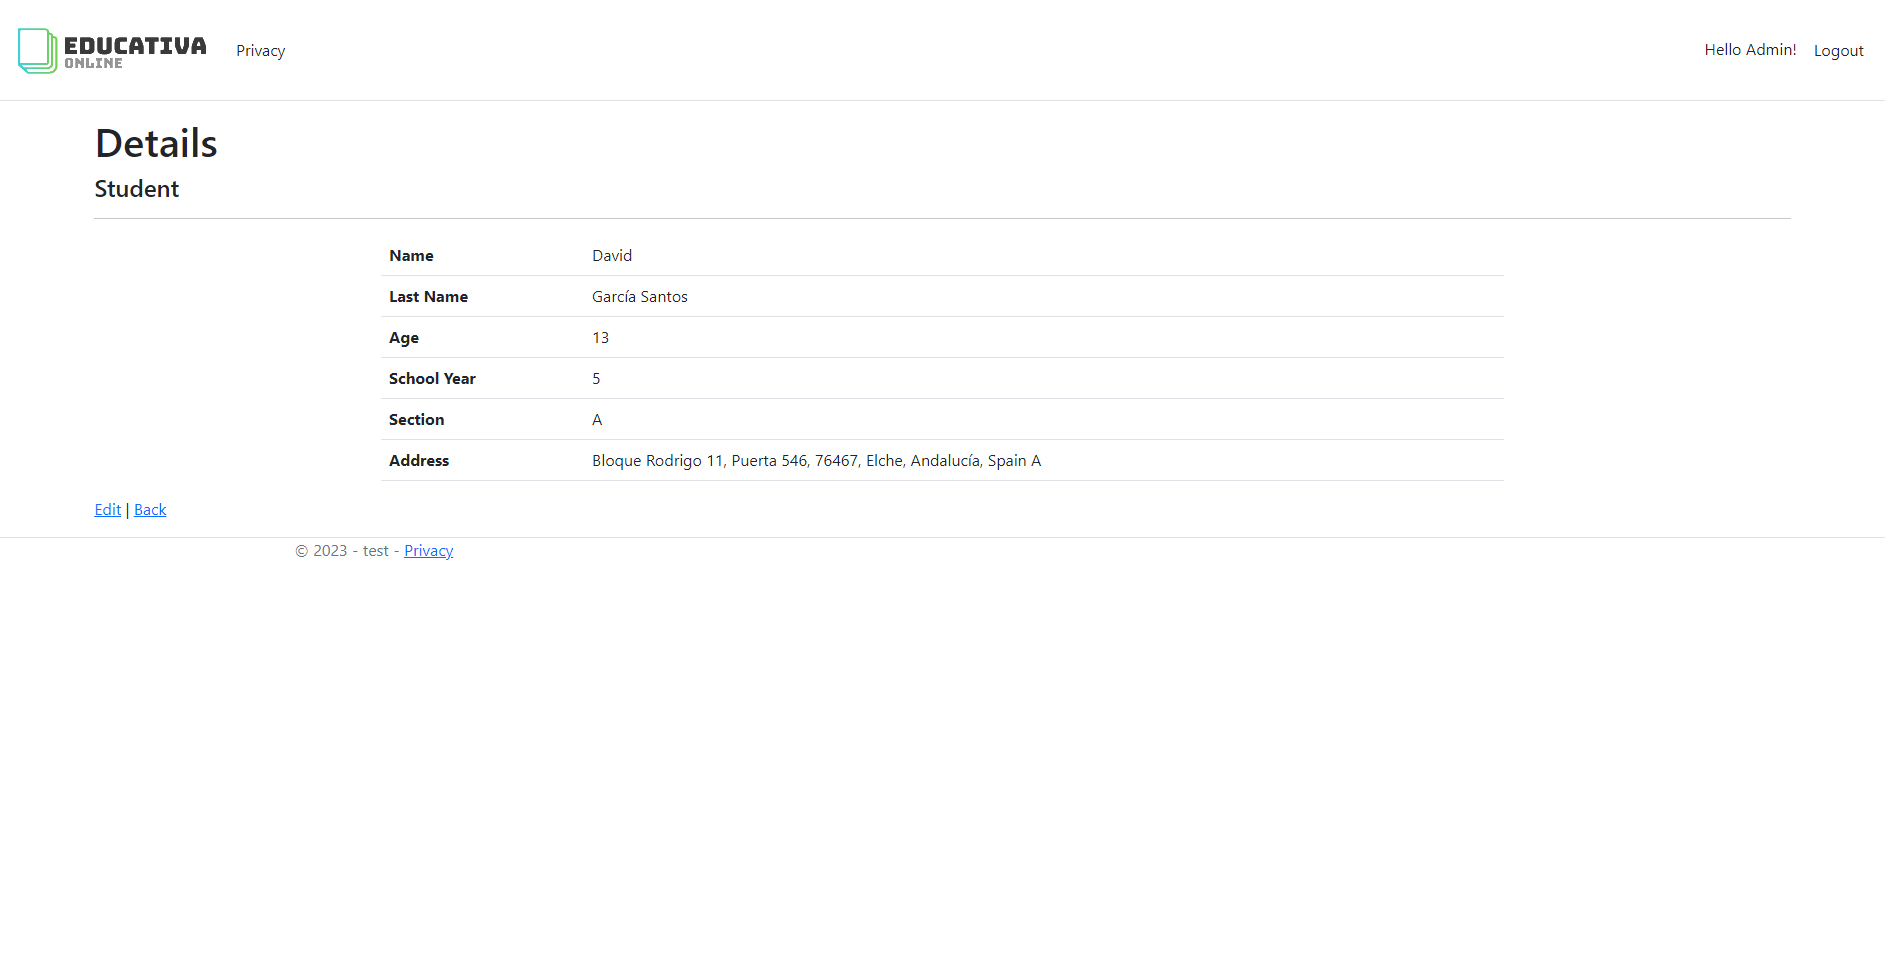 EDUCATIVA
ONLINE
Privacy
Hello Admin!
Logout
Details
Student
Name David
Last Name García Santos
Age 13
School Year 5
Section A
Address Bloque Rodrigo 11, Puerta 546, 76467, Elche, Andalucía, Spain A
Edit | Back
© 2023 - test - Privacy